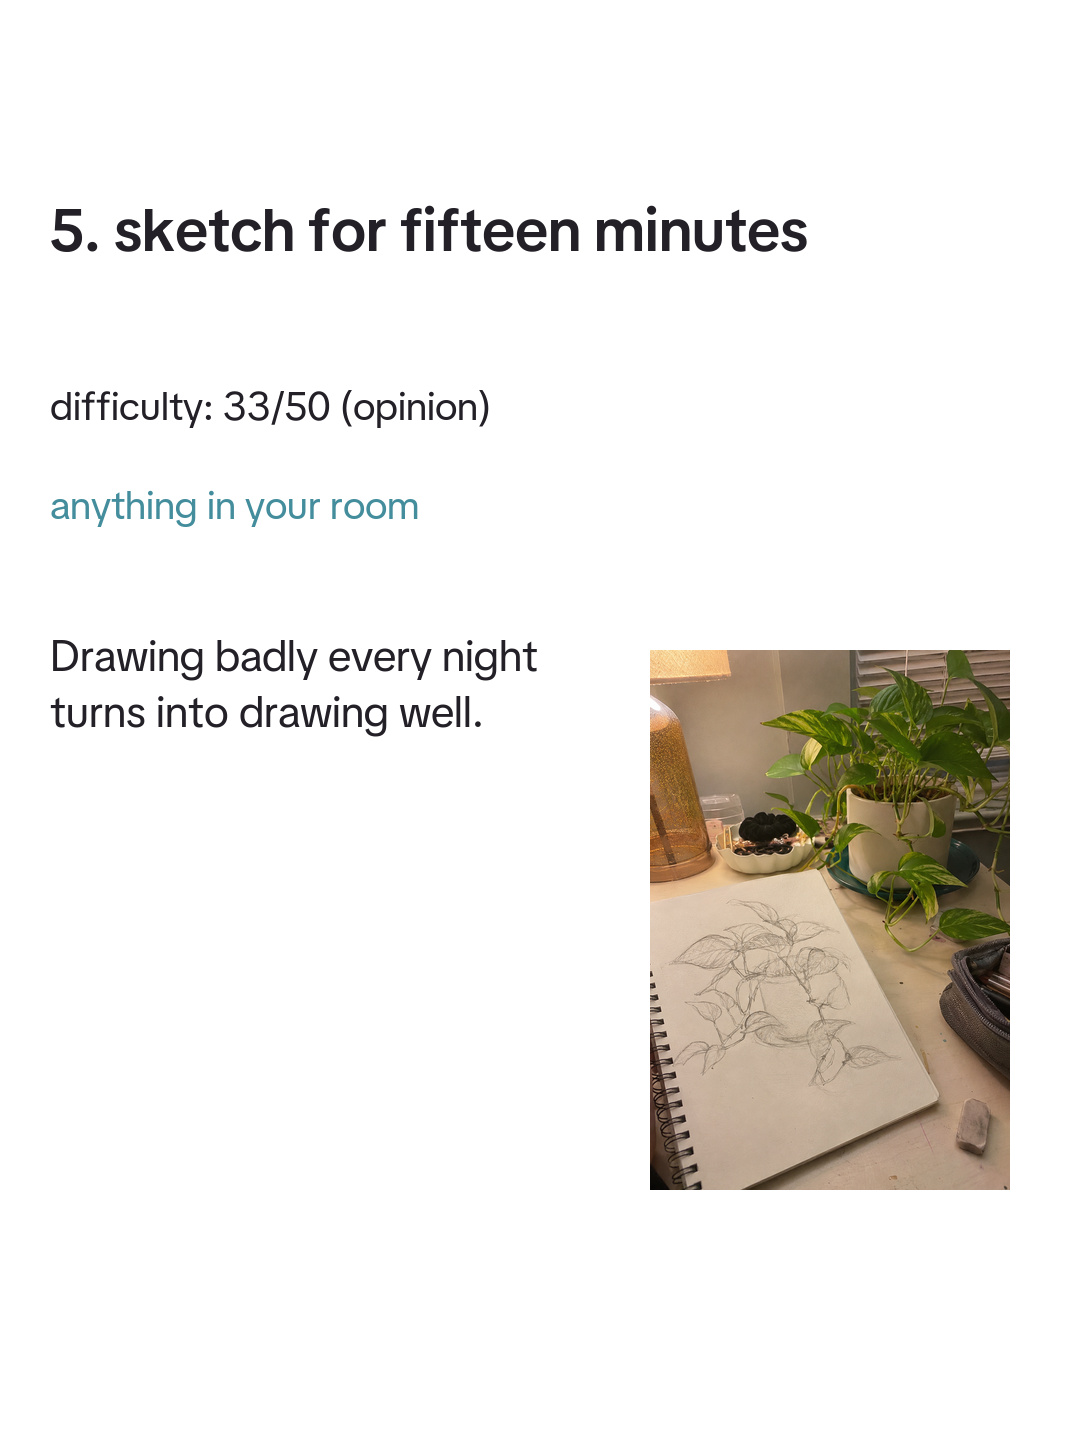 5. sketch for fifteen minutes
difficulty: 33/50 (opinion)
anything in your room
Drawing badly every night
turns into drawing well.